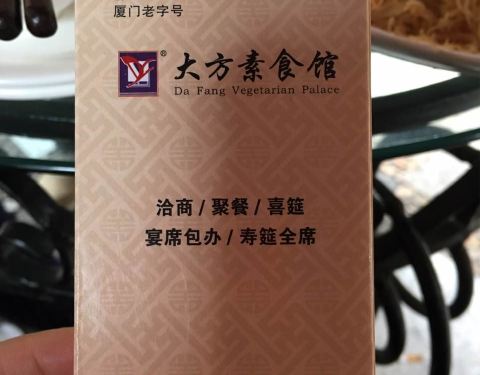 厦门老字号
大方素食馆
Da Fang Vegetarian Palace
洽商/聚餐/喜筵
宴席包办/寿筵全席